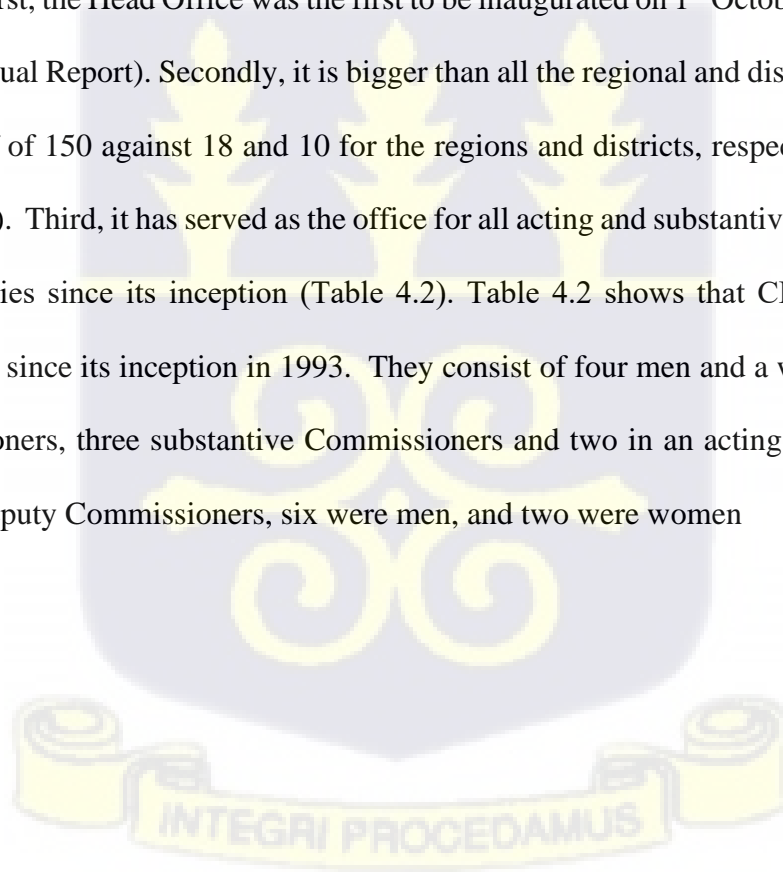 rst, the Head Office was the first to be inaugurated on 1 Octob
ual Report). Secondly, it is bigger than all the regional and dis
of 150 against 18 and 10 for the regions and districts, respec
). Third, it has served as the office for all acting and substantiv
ies since its inception (Table 4.2). Table 4.2 shows that
since its inception in 1993. They consist of four men and a
oners, three substantive Commissioners and two in an acting
puty Commissioners, six were men, and two were women
INTEGRI PROCEDAMUS